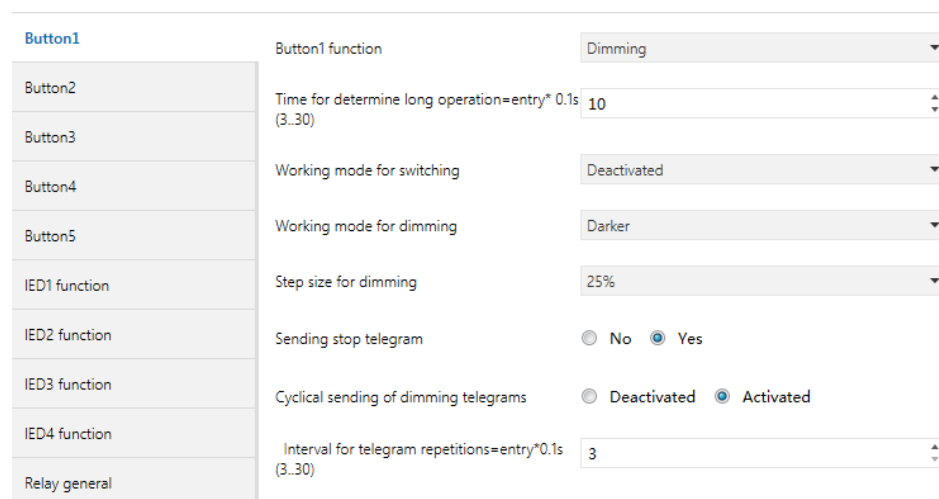 Button1
Button2
Button3
Button4
Button5
IED1 function
IED2 function
IED3 function
IED4 function
Relay general
Button1 function
Dimming
Time for determine long operation=entry* 0.1s
(3..30)
10
Working mode for switching
Deactivated
Working mode for dimming
Darker
Step size for dimming
25%
Sending stop telegram
No Yes
Cyclical sending of dimming telegrams
Deactivated Activated
Interval for telegram repetitions=entry*0.1s
(3..30)
3